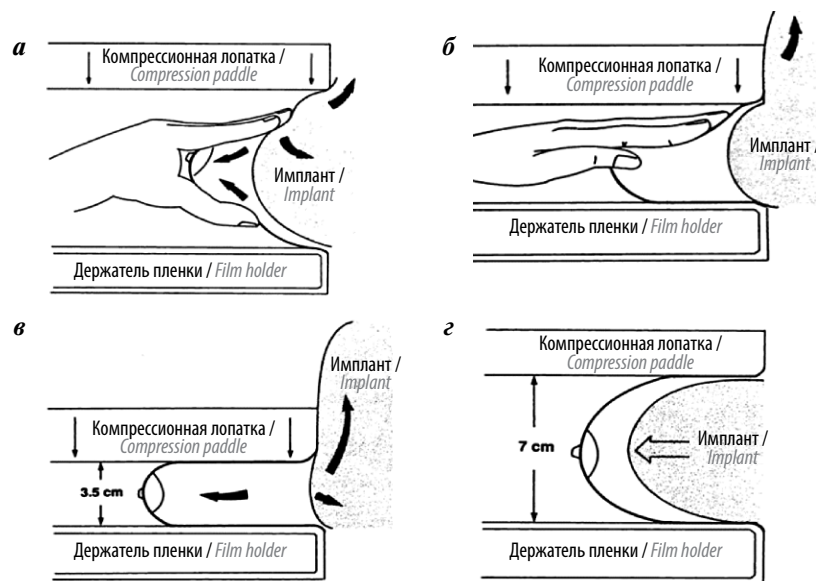 а
Компрессионная лопатка /
Compression paddle
Имплант /
Implant
Держатель пленки / Film holder
б
Компрессионная лопатка /
Compression paddle
Имплант /
Implant
Держатель пленки / Film holder
в
Имплант /
Implant
Компрессионная лопатка /
Compression paddle
3.5 cm
Держатель пленки / Film holder
г
Компрессионная лопатка /
Compression paddle
7 cm
Имплант /
Implant
Держатель пленки / Film holder